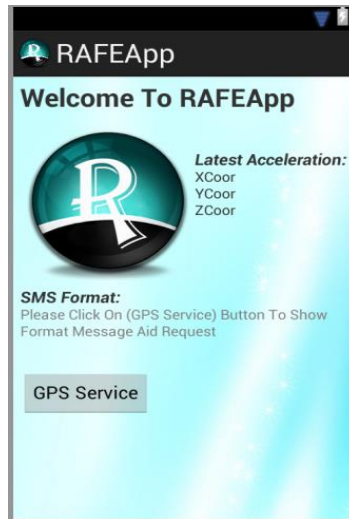 RAFEApp
Welcome To RAFEApp
R
Latest Acceleration:
XCoor
YCoor
ZCoor
SMS Format:
Please Click On (GPS Service) Button To Show
Format Message Aid Request
GPS Service